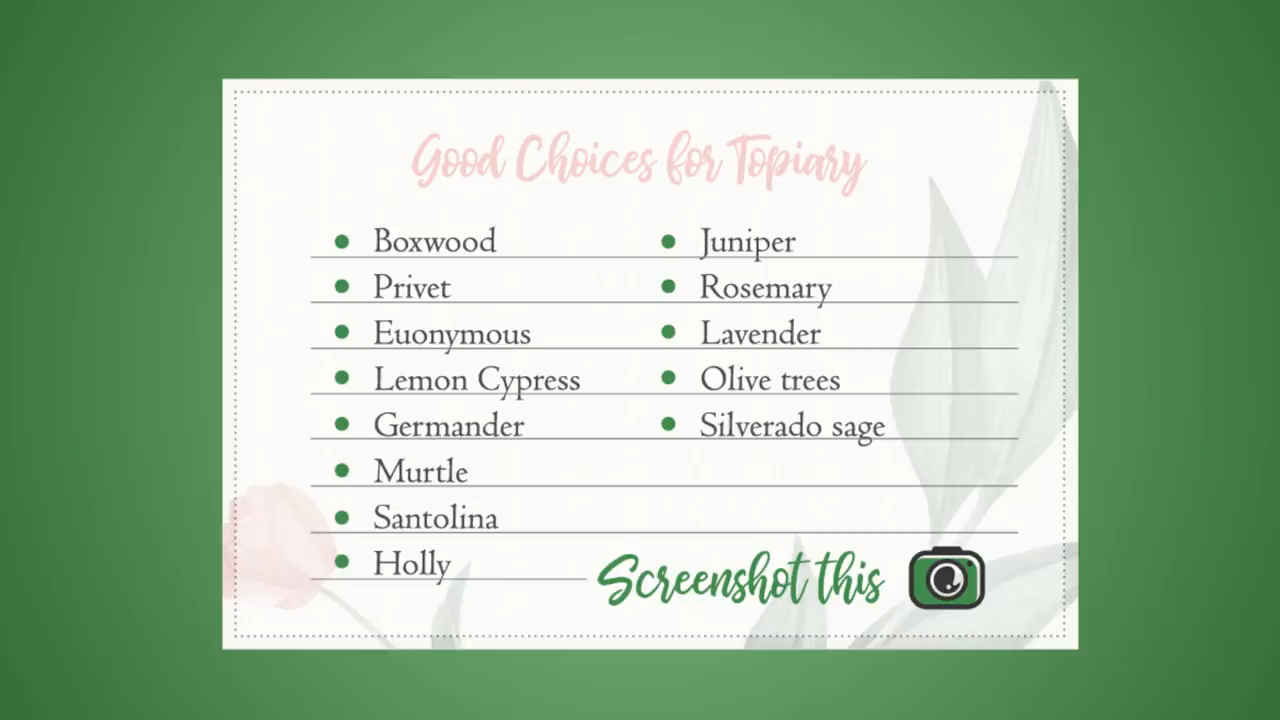 Good Choices for Topiary
Boxwood
Privet
Euonymous
Lemon Cypress
Germander
Murtle
Santolina
Holly
Juniper
Rosemary
Lavender
Olive trees
Silverado sage
Screenshot this